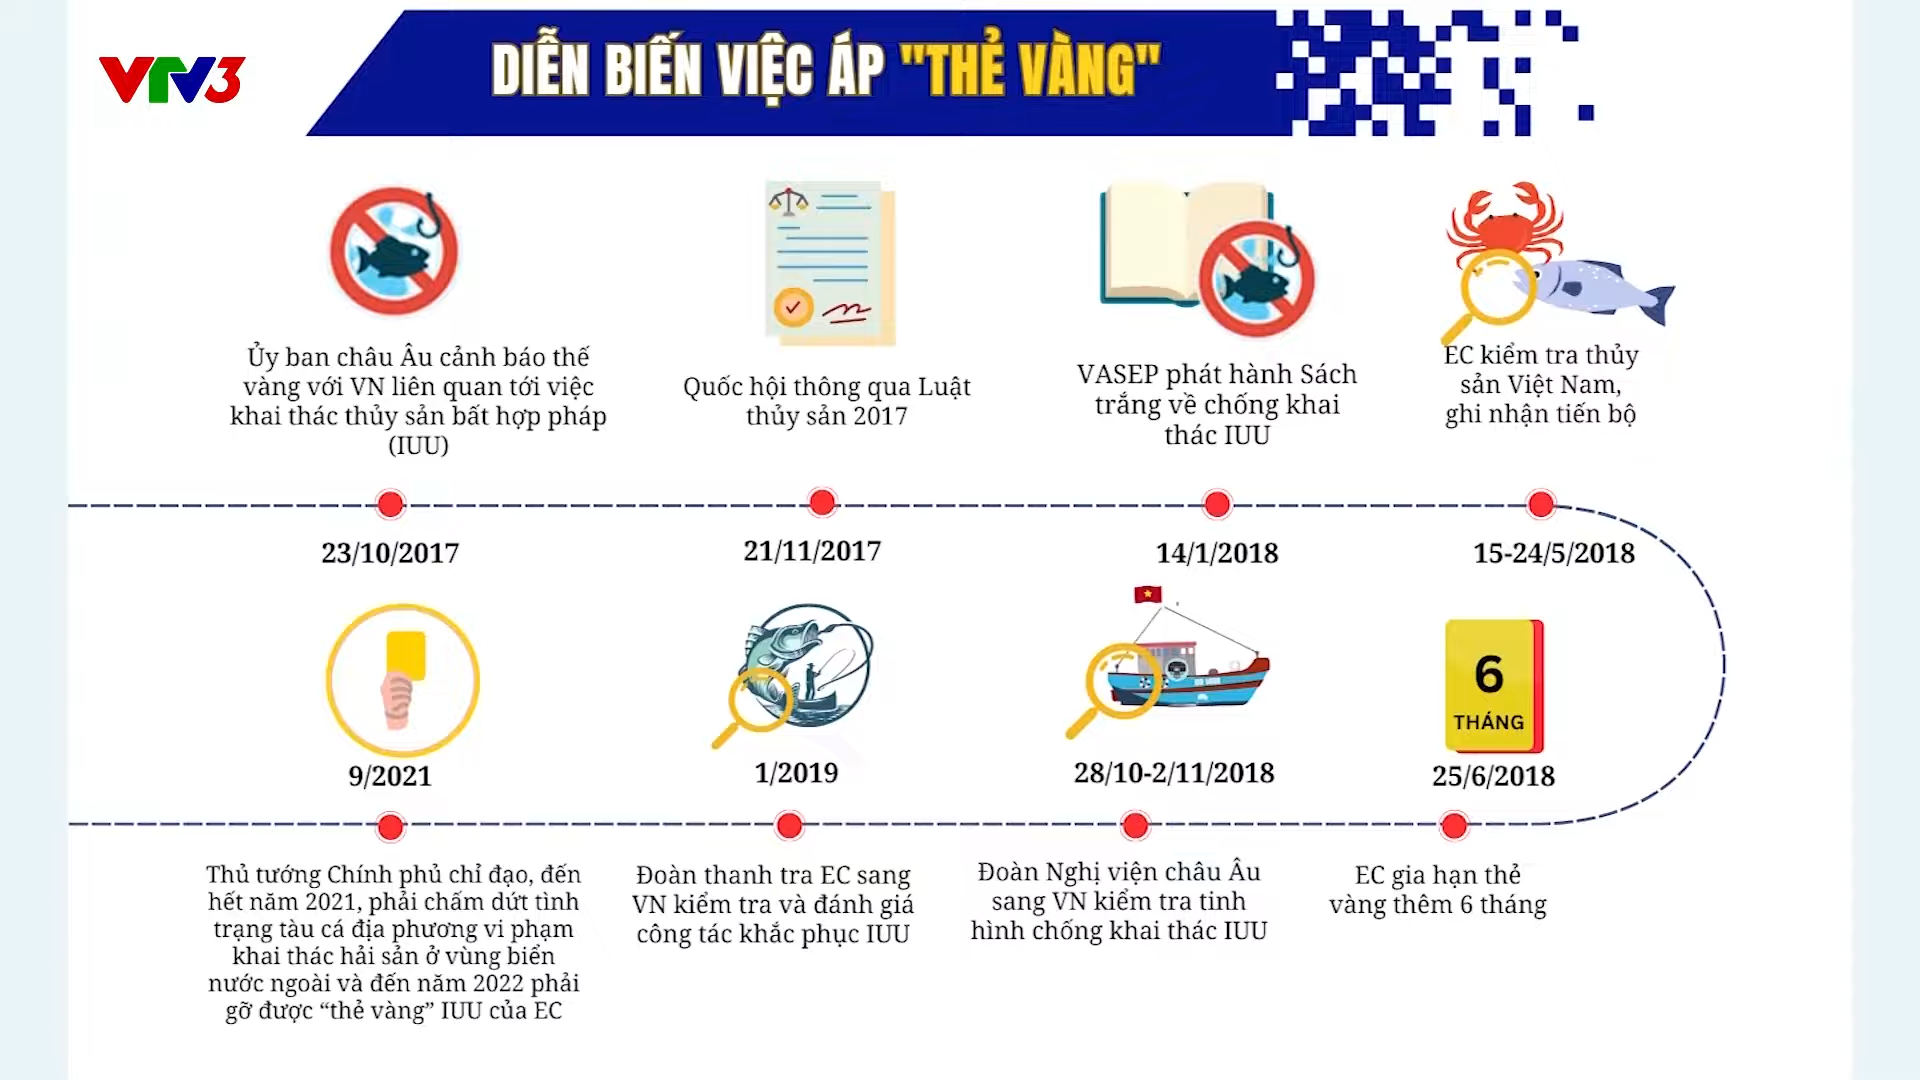 VTV3
DIỄN BIẾN VIỆC ÁP "THẺ VÀNG"
Ủy ban châu Âu cảnh báo thế
vàng với VN liên quan tới việc
khai thác thủy sản bất hợp pháp
(IUU)
23/10/2017
Quốc hội thông qua Luật
thủy sản 2017
21/11/2017
VASEP phát hành Sách
trắng về chống khai
thác IUU
14/1/2018
EC kiểm tra thủy
sản Việt Nam,
ghi nhận tiến bộ
15-24/5/2018
6
THÁNG
25/6/2018
EC gia hạn thẻ
vàng thêm 6 tháng
28/10-2/11/2018
Đoàn Nghị viện châu Âu
sang VN kiểm tra tinh
hình chống khai thác IUU
1/2019
Đoàn thanh tra EC sang
VN kiểm tra và đánh giá
công tác khắc phục IUU
9/2021
Thủ tướng Chính phủ chỉ đạo, đến
hết năm 2021, phải chấm dứt tình
trạng tàu cá địa phương vi phạm
khai thác hải sản ở vùng biển
nước ngoài và đến năm 2022 phải
gỡ được “thẻ vàng” IUU của EC